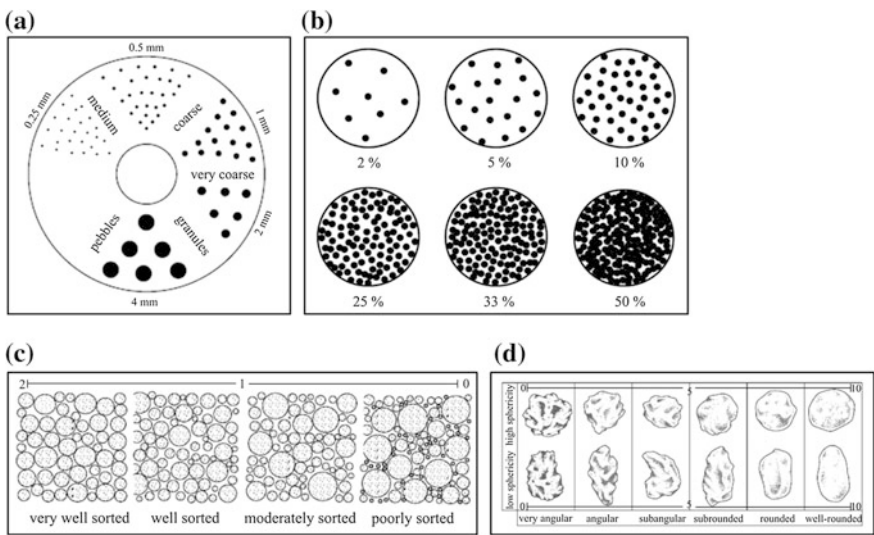 (a)
0.5 mm
0.25 mm
medium
coarse
1 mm
very coarse
2 mm
granules
pebbles
4 mm
(b)
2 %
5 %
10 %
25 %
33 %
50 %
(c)
2
1
0
very well sorted
well sorted
moderately sorted
poorly sorted
(d)
0
5
10
high sphericity
low sphericity
0
5
10
very angular
angular
subangular
subrounded
rounded
well-rounded